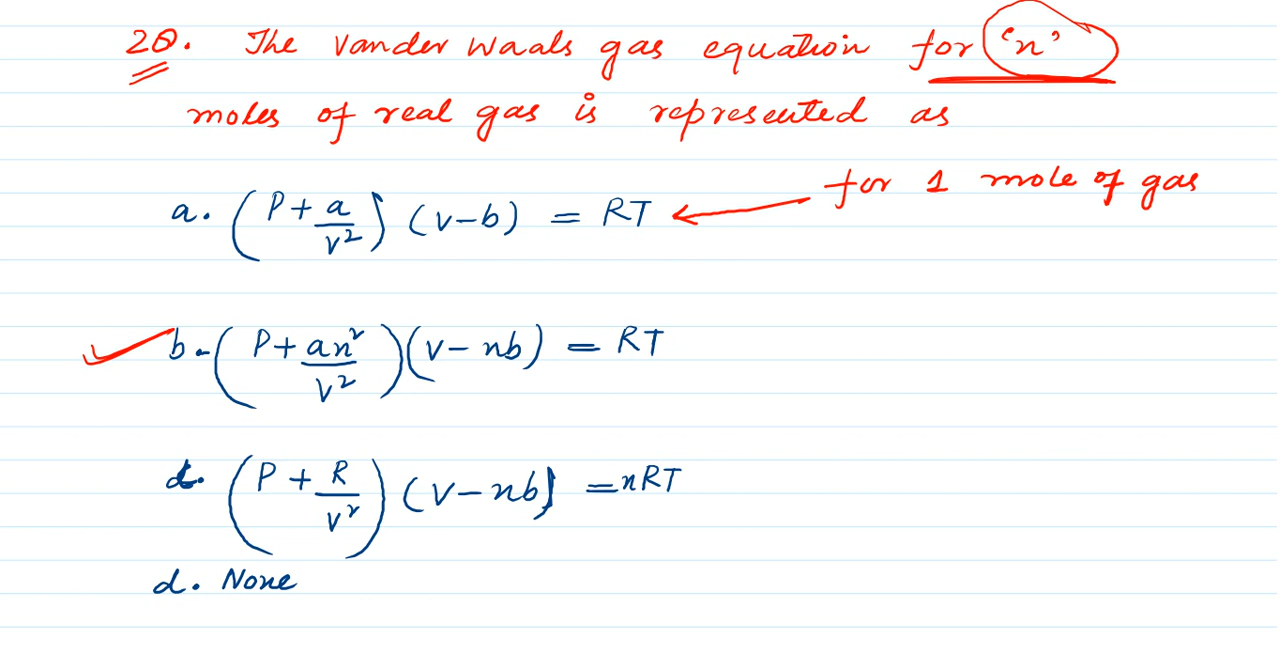 20. The Vander Waals gas equation for 'n'
moles of real gas is represented as
for 1 mole of gas
a. (P + a/V²) (V-b) = RT
b. (P + an²/V²)(V - nb) = RT
c. (P + R/V²) (V - nb) = nRT
d. None